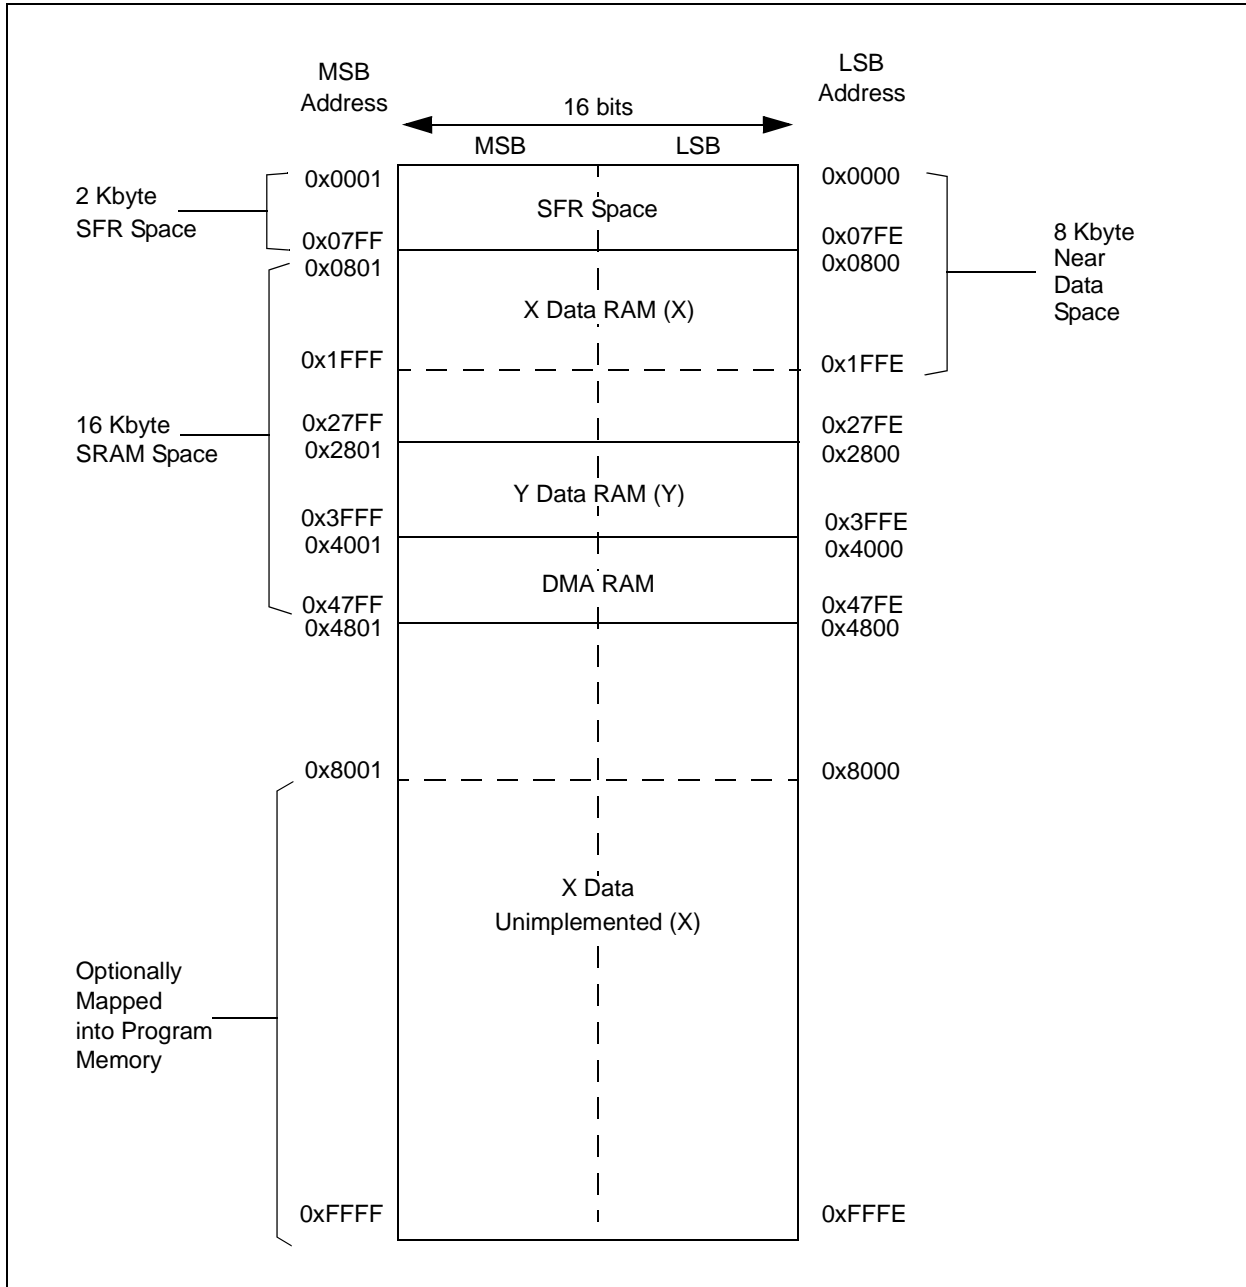 MSB
Address
LSB
Address
16 bits
MSB
LSB
2 Kbyte
SFR Space
0x0001
0x07FF
0x0801
SFR Space
0x0000
0x07FE
0x0800
8 Kbyte
Near
Data
Space
X Data RAM (X)
0x1FFF
0x1FFE
16 Kbyte
SRAM Space
0x27FF
0x2801
0x27FE
0x2800
Y Data RAM (Y)
0x3FFF
0x4001
0x3FFE
0x4000
DMA RAM
0x47FF
0x4801
0x47FE
0x4800
0x8001
0x8000
X Data
Unimplemented (X)
Optionally
Mapped
into Program
Memory
0xFFFF
0xFFFE